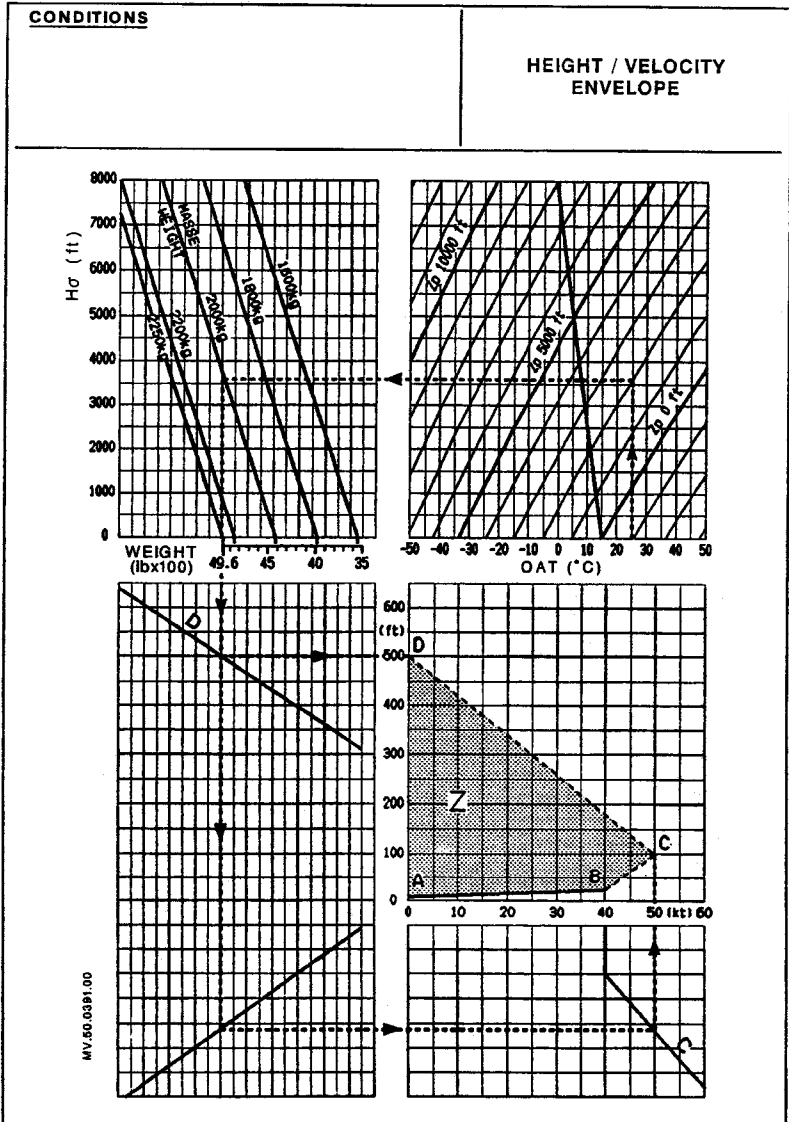 CONDITIONS
HEIGHT / VELOCITY
ENVELOPE
Hσ (ft)
8000
7000
6000
5000
4000
3000
2000
1000
0
MASSE
WEIGHT
2250kg
2200kg
2000kg
1800kg
1600kg
WEIGHT
(lbx100)
49.6
45
40
35
Zp 10000 ft
Zp 5000 ft
Zp 0 ft
-50
-40
-30
-20
-10
0
10
20
30
40
50
OAT (°C)
D
600
(ft)
500
400
300
200
100
0
D
Z
A
B
C
0
10
20
30
40
50
(kt)
60
C
MV.50.0391.00